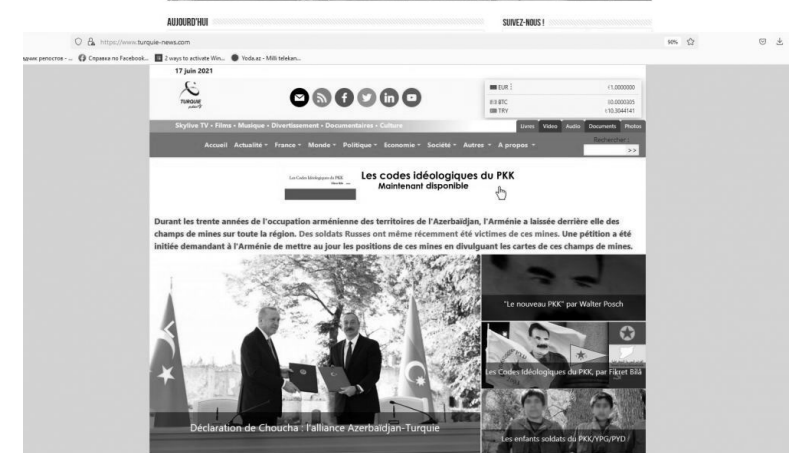 AUJOURD'HUI
SUIVEZ-NOUS !
https://www.turquie-news.com
50%
Справка по Facebook...
2 ways to activate Win...
Yoda.az - Milli telekan...
17 juin 2021
TURQUIE
EUR
BTC
TRY
Skylive TV • Films • Musique • Divertissement • Documentaires • Culture
Livres Video Audio Documents Photos
Accueil Actualité France Monde Politique Economie Société Autres A propos
Rechercher :
>>
Les Codes Idéologiques du PKK
Les codes idéologiques du PKK
Maintenant disponible
Durant les trente années de l'occupation arménienne des territoires de l'Azerbaïdjan, l'Arménie a laissée derrière elle des
champs de mines sur toute la région. Des soldats Russes ont même récemment été victimes de ces mines. Une pétition a été
initiée demandant à l'Arménie de mettre au jour les positions de ces mines en divulguant les cartes de ces champs de mines.
"Le nouveau PKK" par Walter Posch
Les Codes Idéologiques du PKK, par Fikret Bilâ
Déclaration de Choucha : l'alliance Azerbaïdjan-Turquie
Les enfants soldats du PKK/YPG/PYD